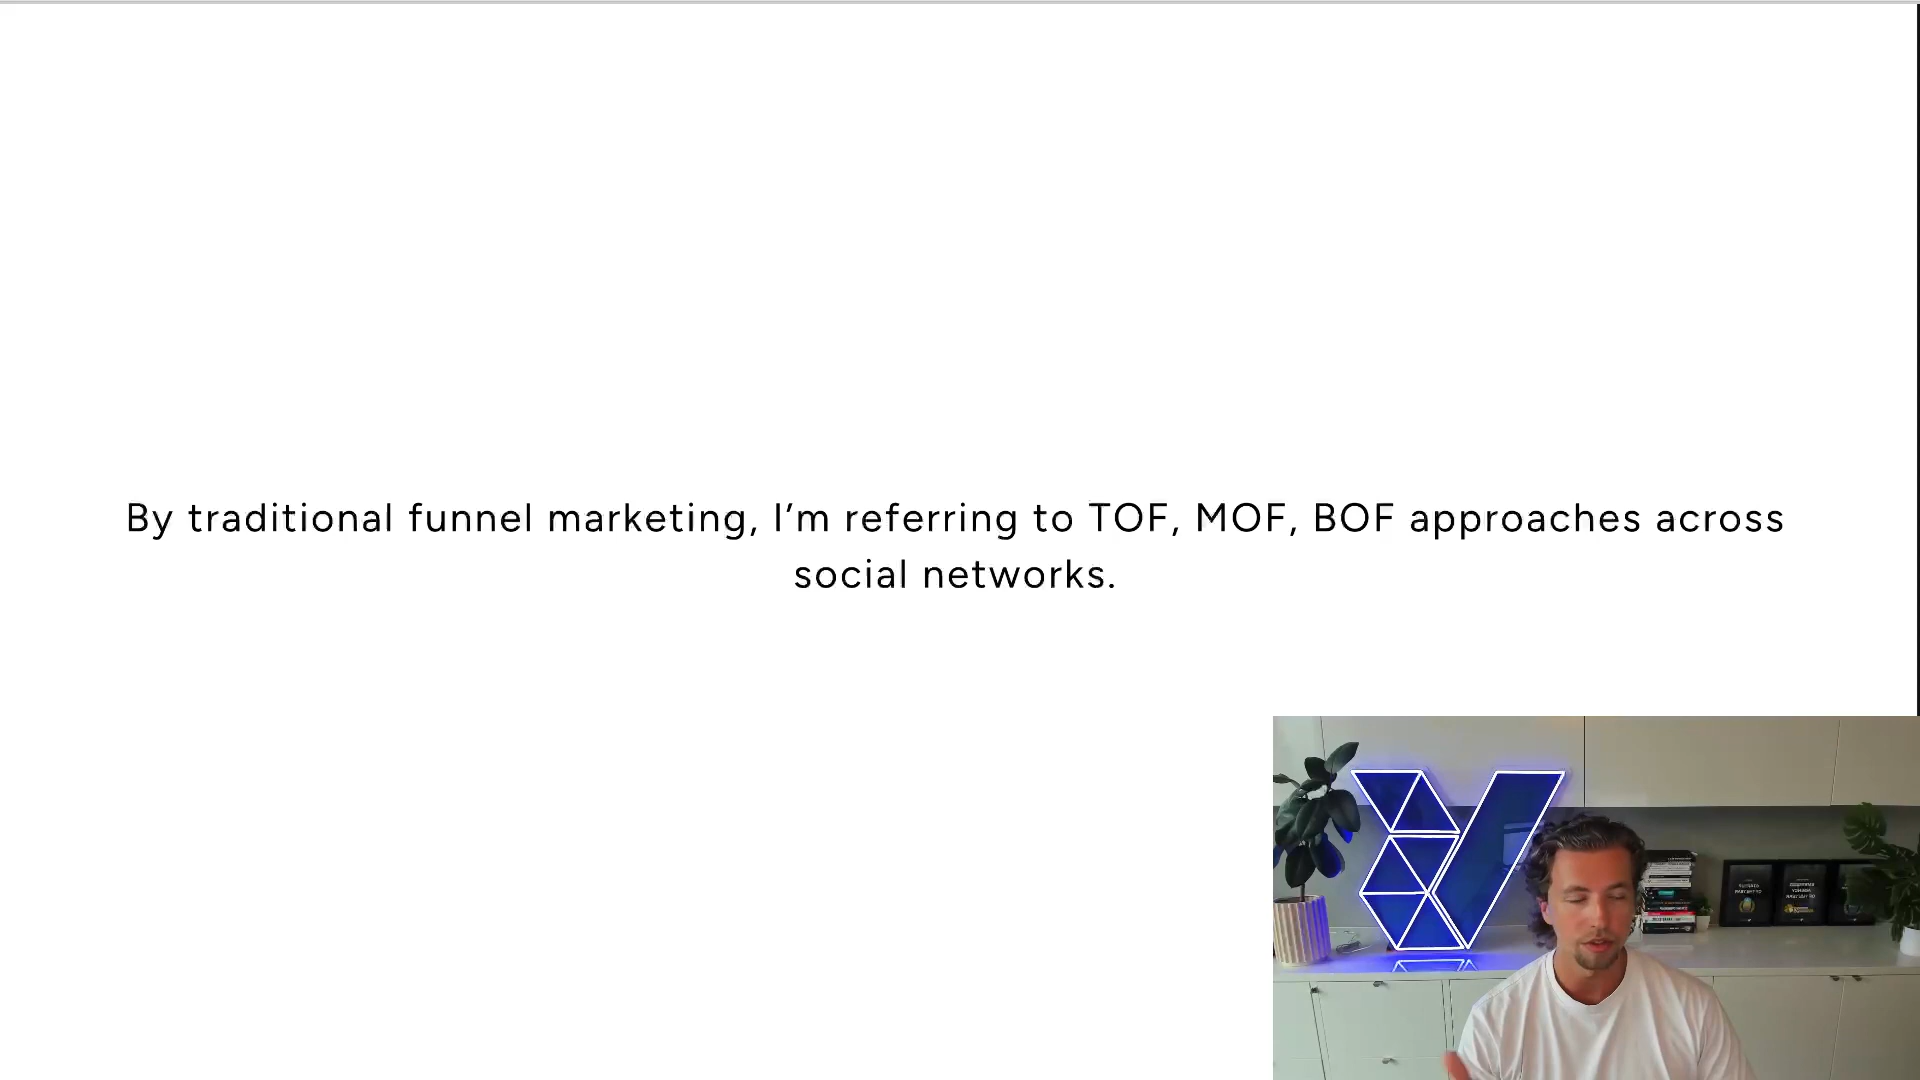 By traditional funnel marketing, I’m referring to TOF, MOF, BOF approaches across
social networks.